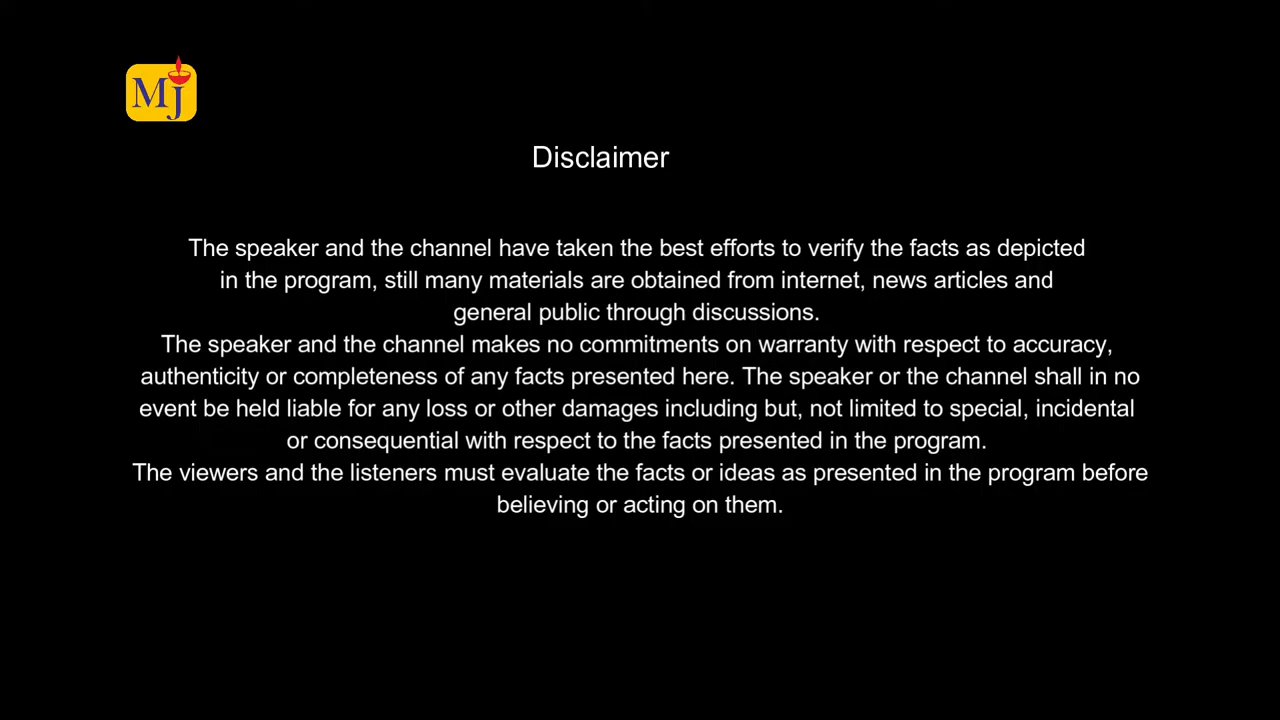 MJ
Disclaimer
The speaker and the channel have taken the best efforts to verify the facts as depicted
in the program, still many materials are obtained from internet, news articles and
general public through discussions.
The speaker and the channel makes no commitments on warranty with respect to accuracy,
authenticity or completeness of any facts presented here. The speaker or the channel shall in no
event be held liable for any loss or other damages including but, not limited to special, incidental
or consequential with respect to the facts presented in the program.
The viewers and the listeners must evaluate the facts or ideas as presented in the program before
believing or acting on them.